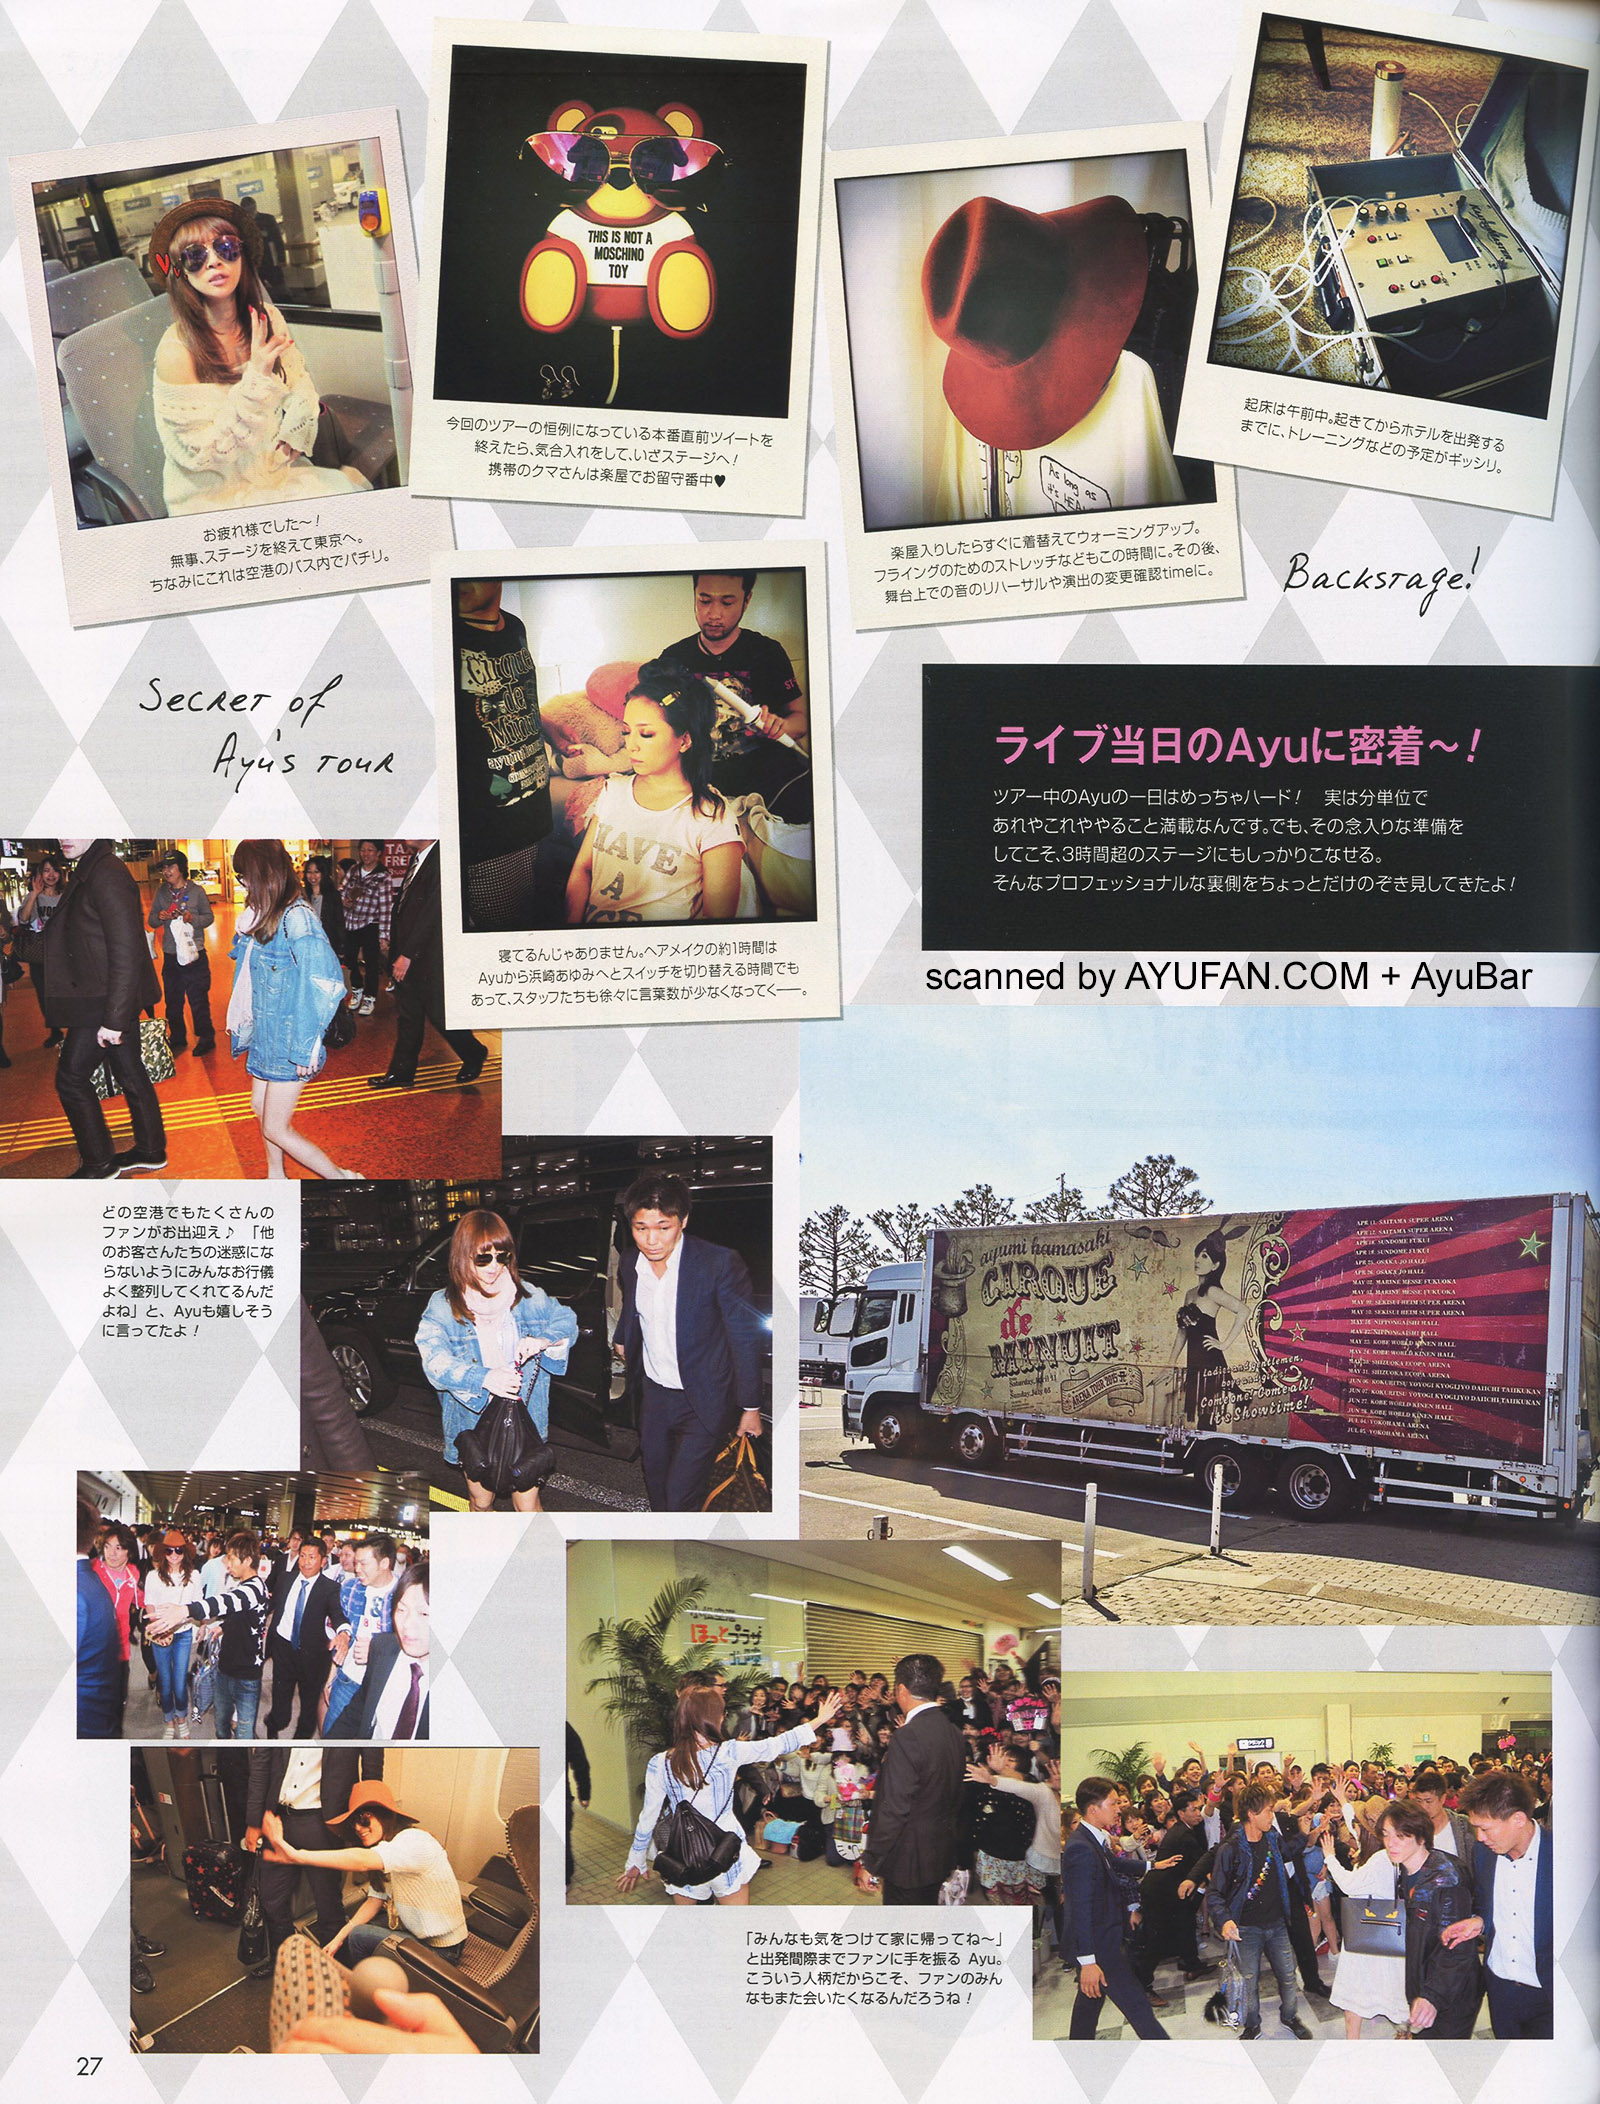 THIS IS NOT A
MOSCHINO
TOY
今回のツアーの恒例になっている本番直前ツイートを
終えたら、気合入れをして、いざステージへ!
携帯のクマさんは楽屋でお留守番中♥
起床は午前中。起きてからホテルを出発する
までに、トレーニングなどの予定がギッシリ。
お疲れ様でした〜!
無事、ステージを終えて東京へ。
ちなみにこれは空港のバス内でパチリ。
As long as
it's HEA
楽屋入りしたらすぐに着替えてウォーミングアップ。
フライングのためのストレッチなどもこの時間に。その後、
舞台上での音のリハーサルや演出の変更確認timeに。
Backstage!
Secret of
Ayu's tour
Cirque
de
Minuit
HAVE
A
寝てるんじゃありません。ヘアメイクの約1時間は
Ayuから浜崎あゆみへとスイッチを切り替える時間でも
あって、スタッフたちも徐々に言葉数が少なくなってく——。
ライブ当日のAyuに密着〜!
ツアー中のAyuの一日はめっちゃハード! 実は分単位で
あれやこれややること満載なんです。でも、その念入りな準備を
してこそ、3時間超のステージにもしっかりこなせる。
そんなプロフェッショナルな裏側をちょっとだけのぞき見してきたよ!
scanned by AYUFAN.COM + AyuBar
どの空港でもたくさんの
ファンがお出迎え♪ 「他
のお客さんたちの迷惑にな
らないようにみんなお行儀
よく整列してくれてるんだ
よね」と、Ayuも嬉しそう
に言ってたよ!
ayumi hamasaki
CIRQUE
de
MINUIT
ARENA TOUR 2015 A
Ladies and gentlemen,
boys and girls!
Come one! Come all!
It's Showtime!
APR 11. SAITAMA SUPER ARENA
APR 12. SAITAMA SUPER ARENA
APR 18. SUNDOME FUKUI
APR 19. SUNDOME FUKUI
APR 25. OSAKA JO HALL
APR 26. OSAKA JO HALL
MAY 02. MARINE MESSE FUKUOKA
MAY 03. MARINE MESSE FUKUOKA
MAY 09. SEKISUI HEIM SUPER ARENA
MAY 10. SEKISUI HEIM SUPER ARENA
MAY 16. NIPPONGAISHI HALL
MAY 17. NIPPONGAISHI HALL
MAY 23. KOBE WORLD KINEN HALL
MAY 24. KOBE WORLD KINEN HALL
MAY 30. SHIZUOKA ECOPA ARENA
MAY 31. SHIZUOKA ECOPA ARENA
JUN 06. KOKURITSU YOYOGI KYOGIJYO DAIICHI TAIIKUKAN
JUN 07. KOKURITSU YOYOGI KYOGIJYO DAIICHI TAIIKUKAN
JUN 27. KOBE WORLD KINEN HALL
JUN 28. KOBE WORLD KINEN HALL
JUL 04. YOKOHAMA ARENA
JUL 05. YOKOHAMA ARENA
小松空港
ほっとプラザ
「みんなも気をつけて家に帰ってね〜」
と出発間際までファンに手を振る Ayu。
こういう人柄だからこそ、ファンのみん
なもまた会いたくなるんだろうね!
27